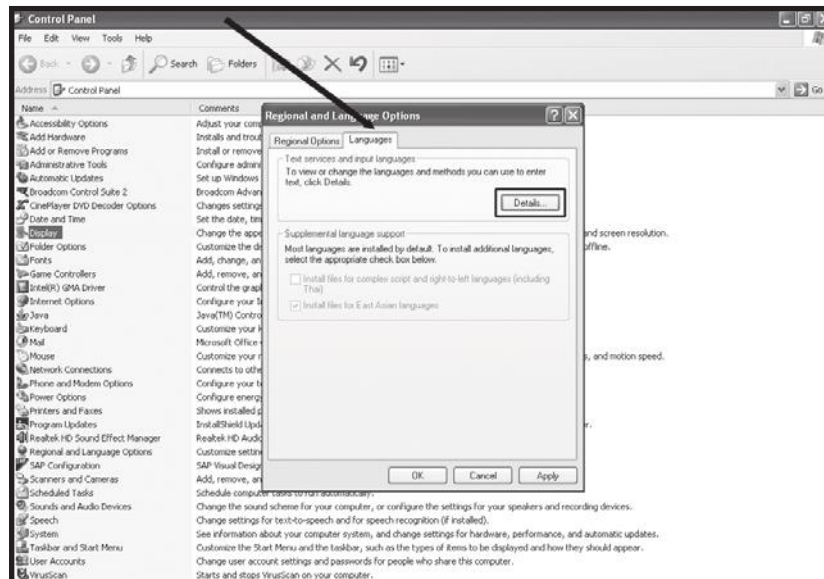 Control Panel
File Edit View Tools Help
Back Search Folders
Address Control Panel Go
Name Comments
Accessibility Options Adjust your com
Add Hardware Installs and trout
Add or Remove Programs Install or remove
Administrative Tools Configure admin
Automatic Updates Set up Windows
Broadcom Control Suite 2 Broadcom Advan
CinePlayer DVD Decoder Options Changes settings
Date and Time Set the date, tim
Display Change the appe and screen resolution.
Folder Options Customize the di offline.
Fonts Add, change, an
Game Controllers Add, remove, an
Intel(R) GMA Driver Control the grap
Internet Options Configure your I
Java Java(TM) Contro
Keyboard Customize your k
Mail Microsoft Office
Mouse Customize your s, and motion speed.
Network Connections Connects to othe
Phone and Modem Options Configure your t
Power Options Configure energ
Printers and Faxes Shows installed p
Program Updates InstallShield Upd r.
Realtek HD Sound Effect Manager Realtek HD Audio
Regional and Language Options Customize settin
SAP Configuration SAP Visual Design
Scanners and Cameras Add, remove, an
Scheduled Tasks Schedule computer tasks to run automatically.
Sounds and Audio Devices Change the sound scheme for your computer, or configure the settings for your speakers and recording devices.
Speech Change settings for text-to-speech and for speech recognition (if installed).
System See information about your computer system, and change settings for hardware, performance, and automatic updates.
Taskbar and Start Menu Customize the Start Menu and the taskbar, such as the types of items to be displayed and how they should appear.
User Accounts Change user account settings and passwords for people who share this computer.
VirusScan Starts and stops VirusScan on your computer.
Regional and Language Options
Regional Options Languages
Text services and input languages
To view or change the languages and methods you can use to enter
text, click Details.
Details...
Supplemental language support
Most languages are installed by default. To install additional languages,
select the appropriate check box below.
Install files for complex script and right-to-left languages (including
Thai)
Install files for East Asian languages
OK Cancel Apply